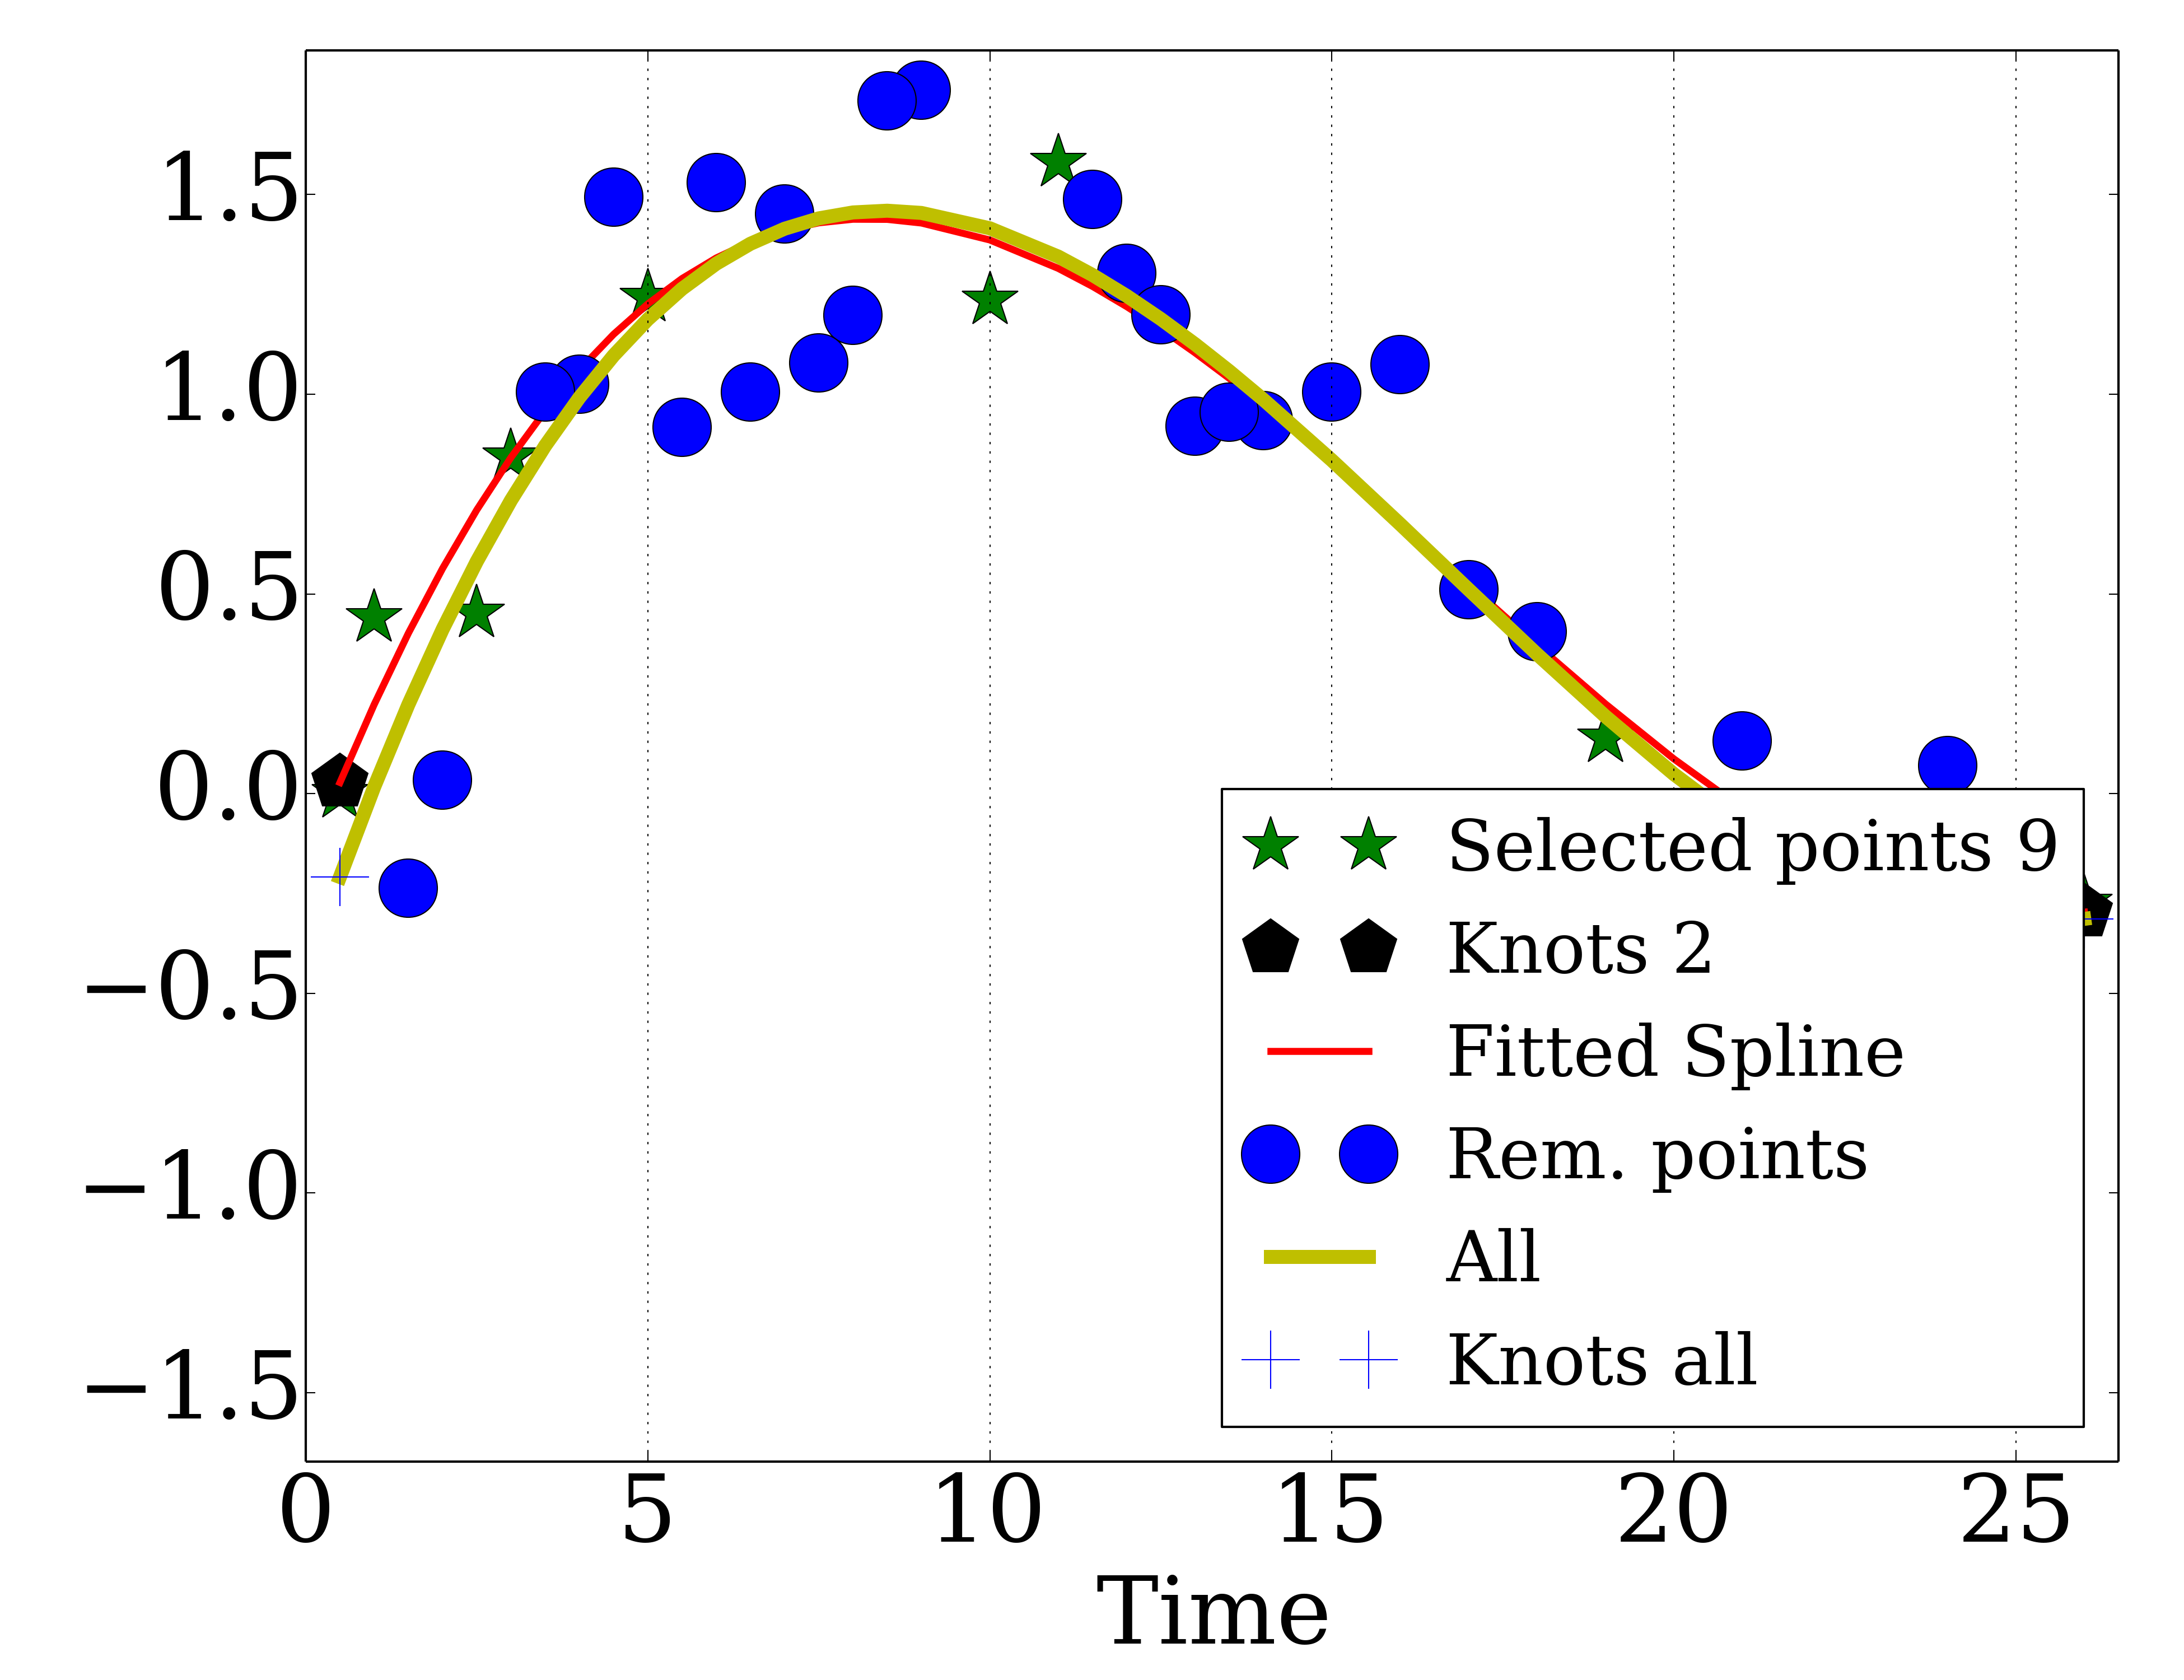 1.5
1.0
0.5
0.0
−0.5
−1.0
−1.5
Selected points 9
Knots 2
Fitted Spline
Rem. points
All
Knots all
0 5 10 15 20 25
Time